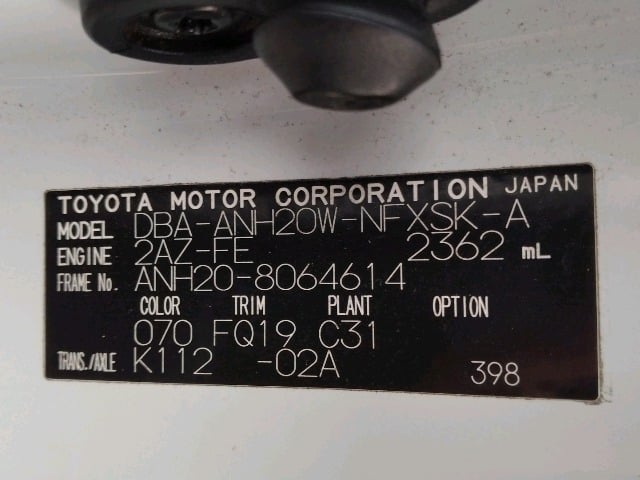 TOYOTA MOTOR CORPORATION JAPAN
MODEL DBA-ANH20W-NFXSK-A
ENGINE 2AZ-FE 2362 mL
FRAME No. ANH20-8064614
COLOR TRIM PLANT OPTION
070 FQ19 C31
TRANS./AXLE K112 -02A 398